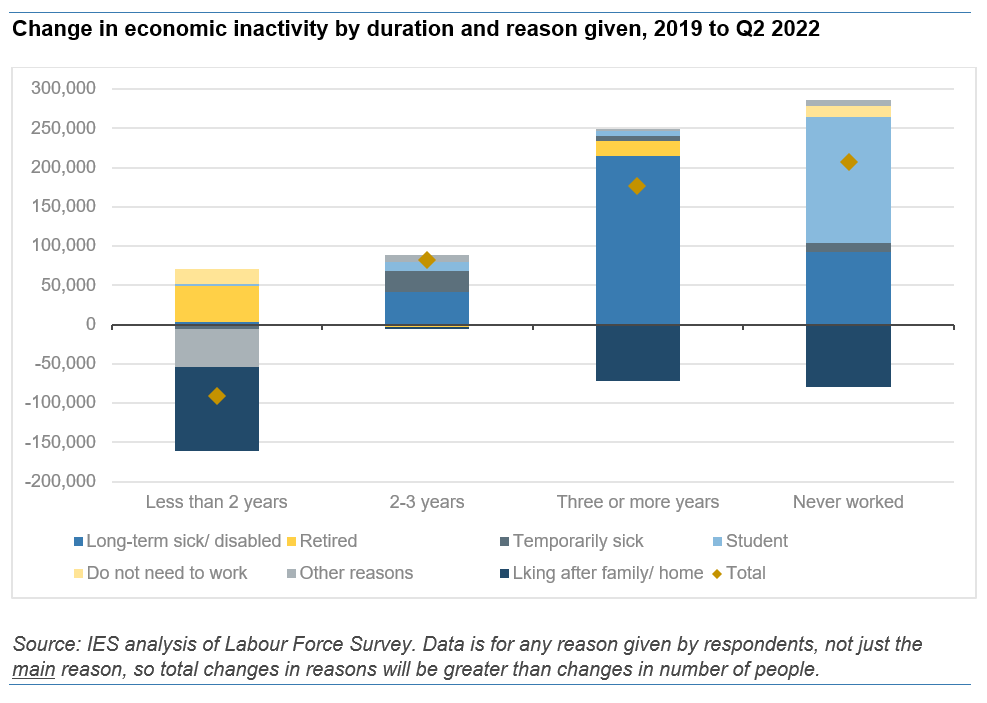 Change in economic inactivity by duration and reason given, 2019 to Q2 2022
300,000
250,000
200,000
150,000
100,000
50,000
0
-50,000
-100,000
-150,000
-200,000
Less than 2 years 2-3 years Three or more years Never worked
Long-term sick/ disabled Retired Temporarily sick Student
Do not need to work Other reasons Lking after family/ home Total
Source: IES analysis of Labour Force Survey. Data is for any reason given by respondents, not just the
main reason, so total changes in reasons will be greater than changes in number of people.